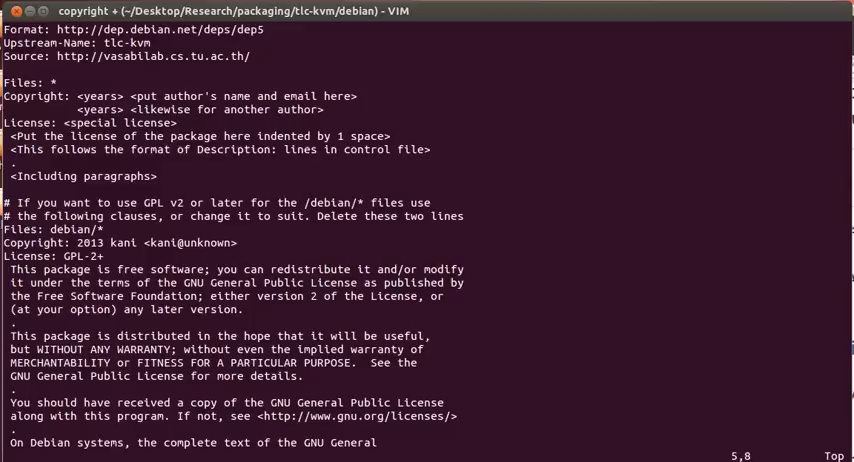 copyright + (~/Desktop/Research/packaging/tlc-kvm/debian) - VIM
Format: http://dep.debian.net/deps/dep5
Upstream-Name: tlc-kvm
Source: http://vasabilab.cs.tu.ac.th/

Files: *
Copyright: <years> <put author's name and email here>
           <years> <likewise for another author>
License: <special license>
 <Put the license of the package here indented by 1 space>
 <This follows the format of Description: lines in control file>
 .
 <Including paragraphs>

# If you want to use GPL v2 or later for the /debian/* files use
# the following clauses, or change it to suit. Delete these two lines
Files: debian/*
Copyright: 2013 kani <kani@unknown>
License: GPL-2+
 This package is free software; you can redistribute it and/or modify
 it under the terms of the GNU General Public License as published by
 the Free Software Foundation; either version 2 of the License, or
 (at your option) any later version.
 .
 This package is distributed in the hope that it will be useful,
 but WITHOUT ANY WARRANTY; without even the implied warranty of
 MERCHANTABILITY or FITNESS FOR A PARTICULAR PURPOSE.  See the
 GNU General Public License for more details.
 .
 You should have received a copy of the GNU General Public License
 along with this program. If not, see <http://www.gnu.org/licenses/>
 .
 On Debian systems, the complete text of the GNU General
5,8 Top